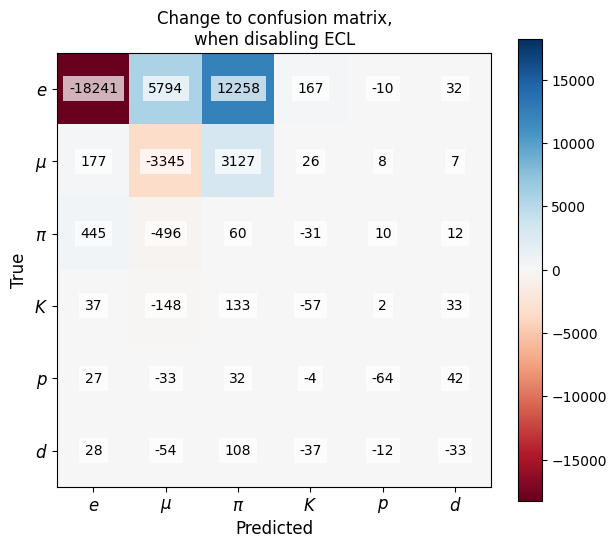 Change to confusion matrix,
when disabling ECL
e -18241 5794 12258 167 -10 32
μ 177 -3345 3127 26 8 7
π 445 -496 60 -31 10 12
K 37 -148 133 -57 2 33
p 27 -33 32 -4 -64 42
d 28 -54 108 -37 -12 -33
e μ π K p d
True
Predicted
15000
10000
5000
0
−5000
−10000
−15000